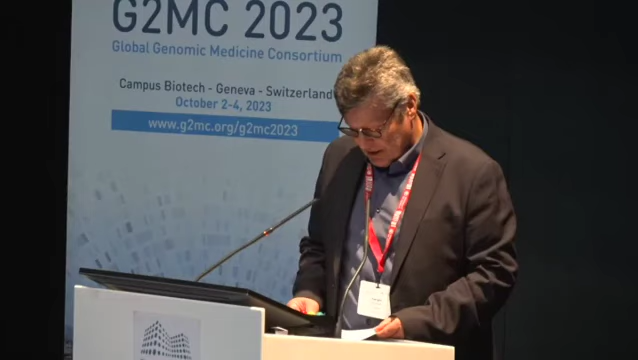 G2MC 2023
Global Genomic Medicine Consortium
Campus Biotech - Geneva - Switzerland
October 2-4, 2023
www.g2mc.org/g2mc2023